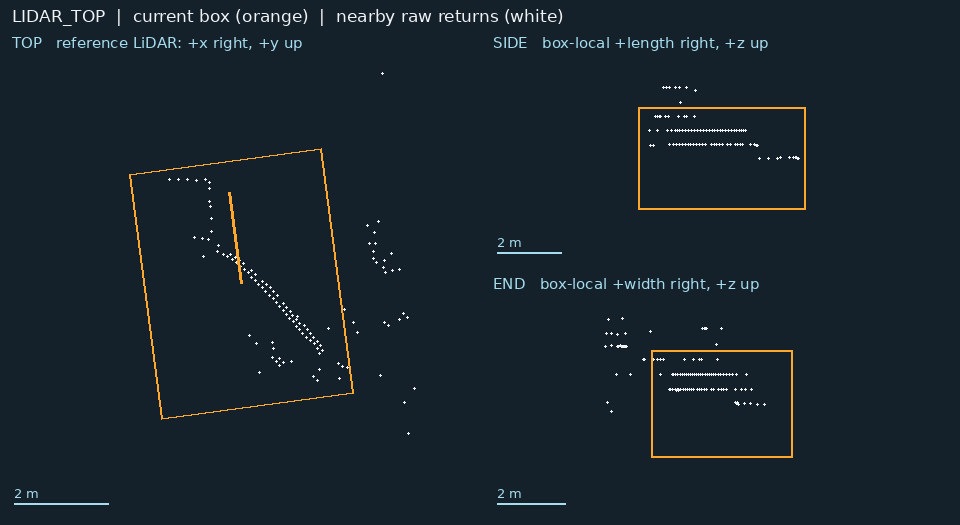 LIDAR_TOP | current box (orange) | nearby raw returns (white)
TOP reference LiDAR: +x right, +y up
SIDE box-local +length right, +z up
2 m
END box-local +width right, +z up
2 m
2 m